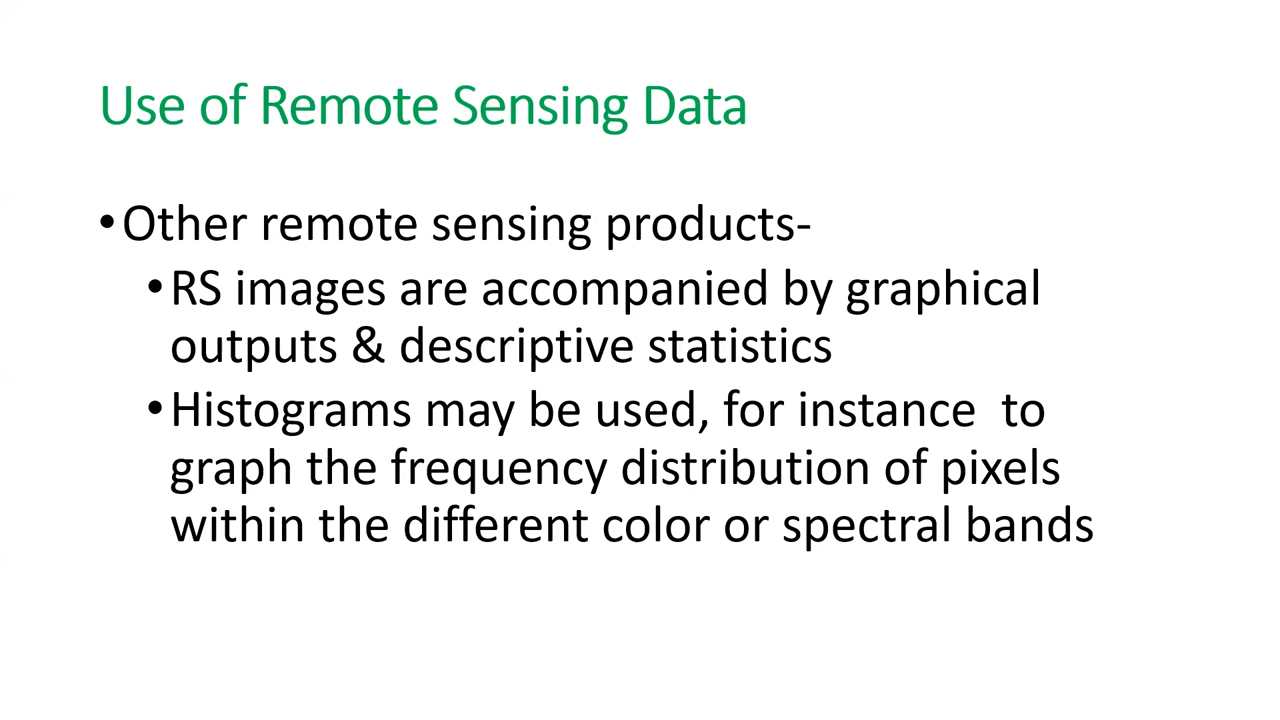 Use of Remote Sensing Data
•Other remote sensing products-
•RS images are accompanied by graphical
outputs & descriptive statistics
•Histograms may be used, for instance  to
graph the frequency distribution of pixels
within the different color or spectral bands